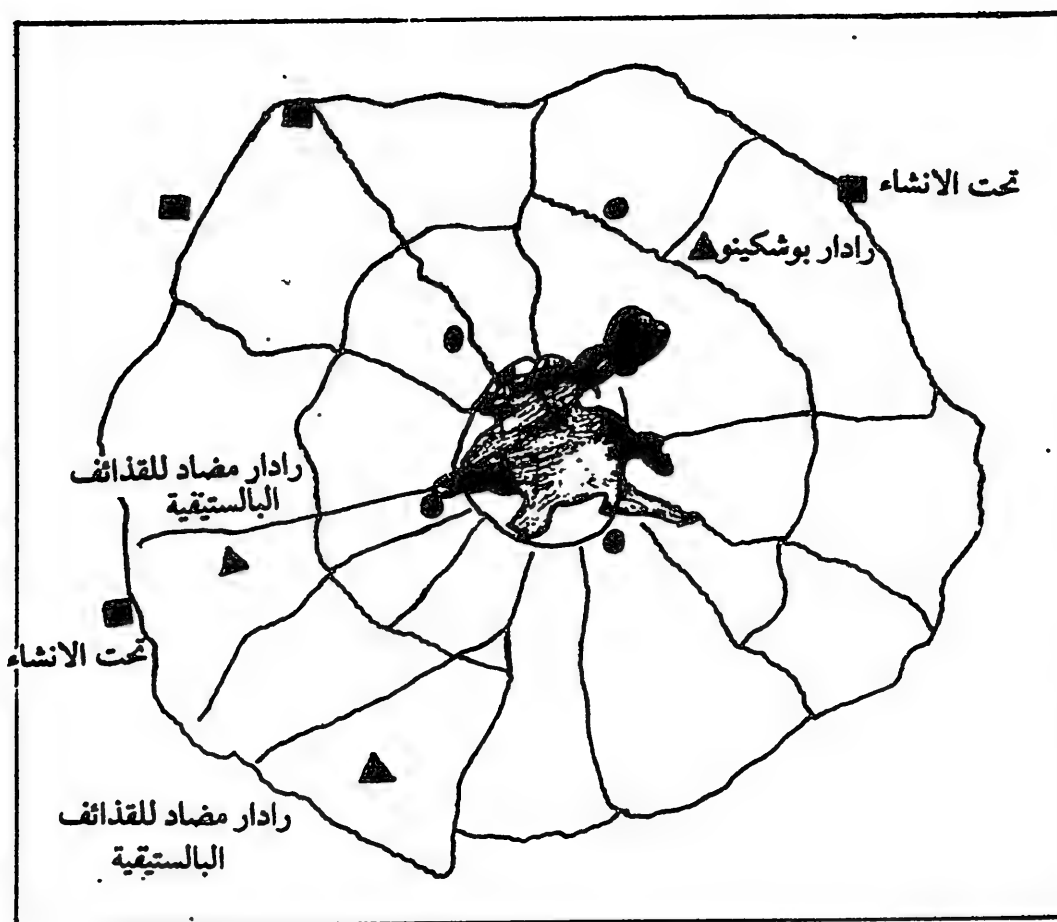 تحت الانشاء
رادار بوشكينو
رادار مضاد للقذائف
البالستيقية
تحت الانشاء
رادار مضاد للقذائف
البالستيقية